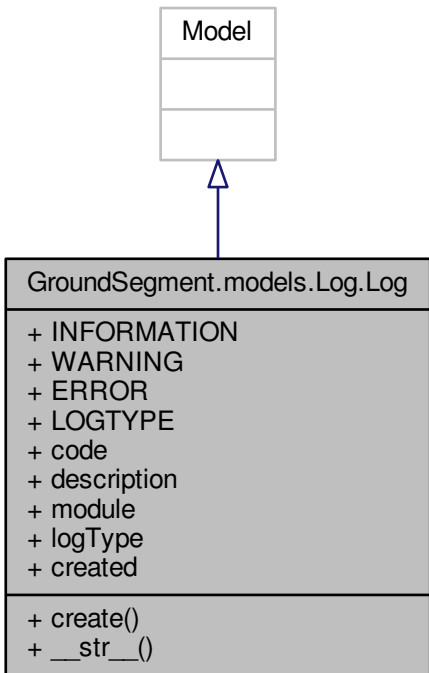 Model
GroundSegment.models.Log.Log
+ INFORMATION
+ WARNING
+ ERROR
+ LOGTYPE
+ code
+ description
+ module
+ logType
+ created
+ create()
+ __str__()